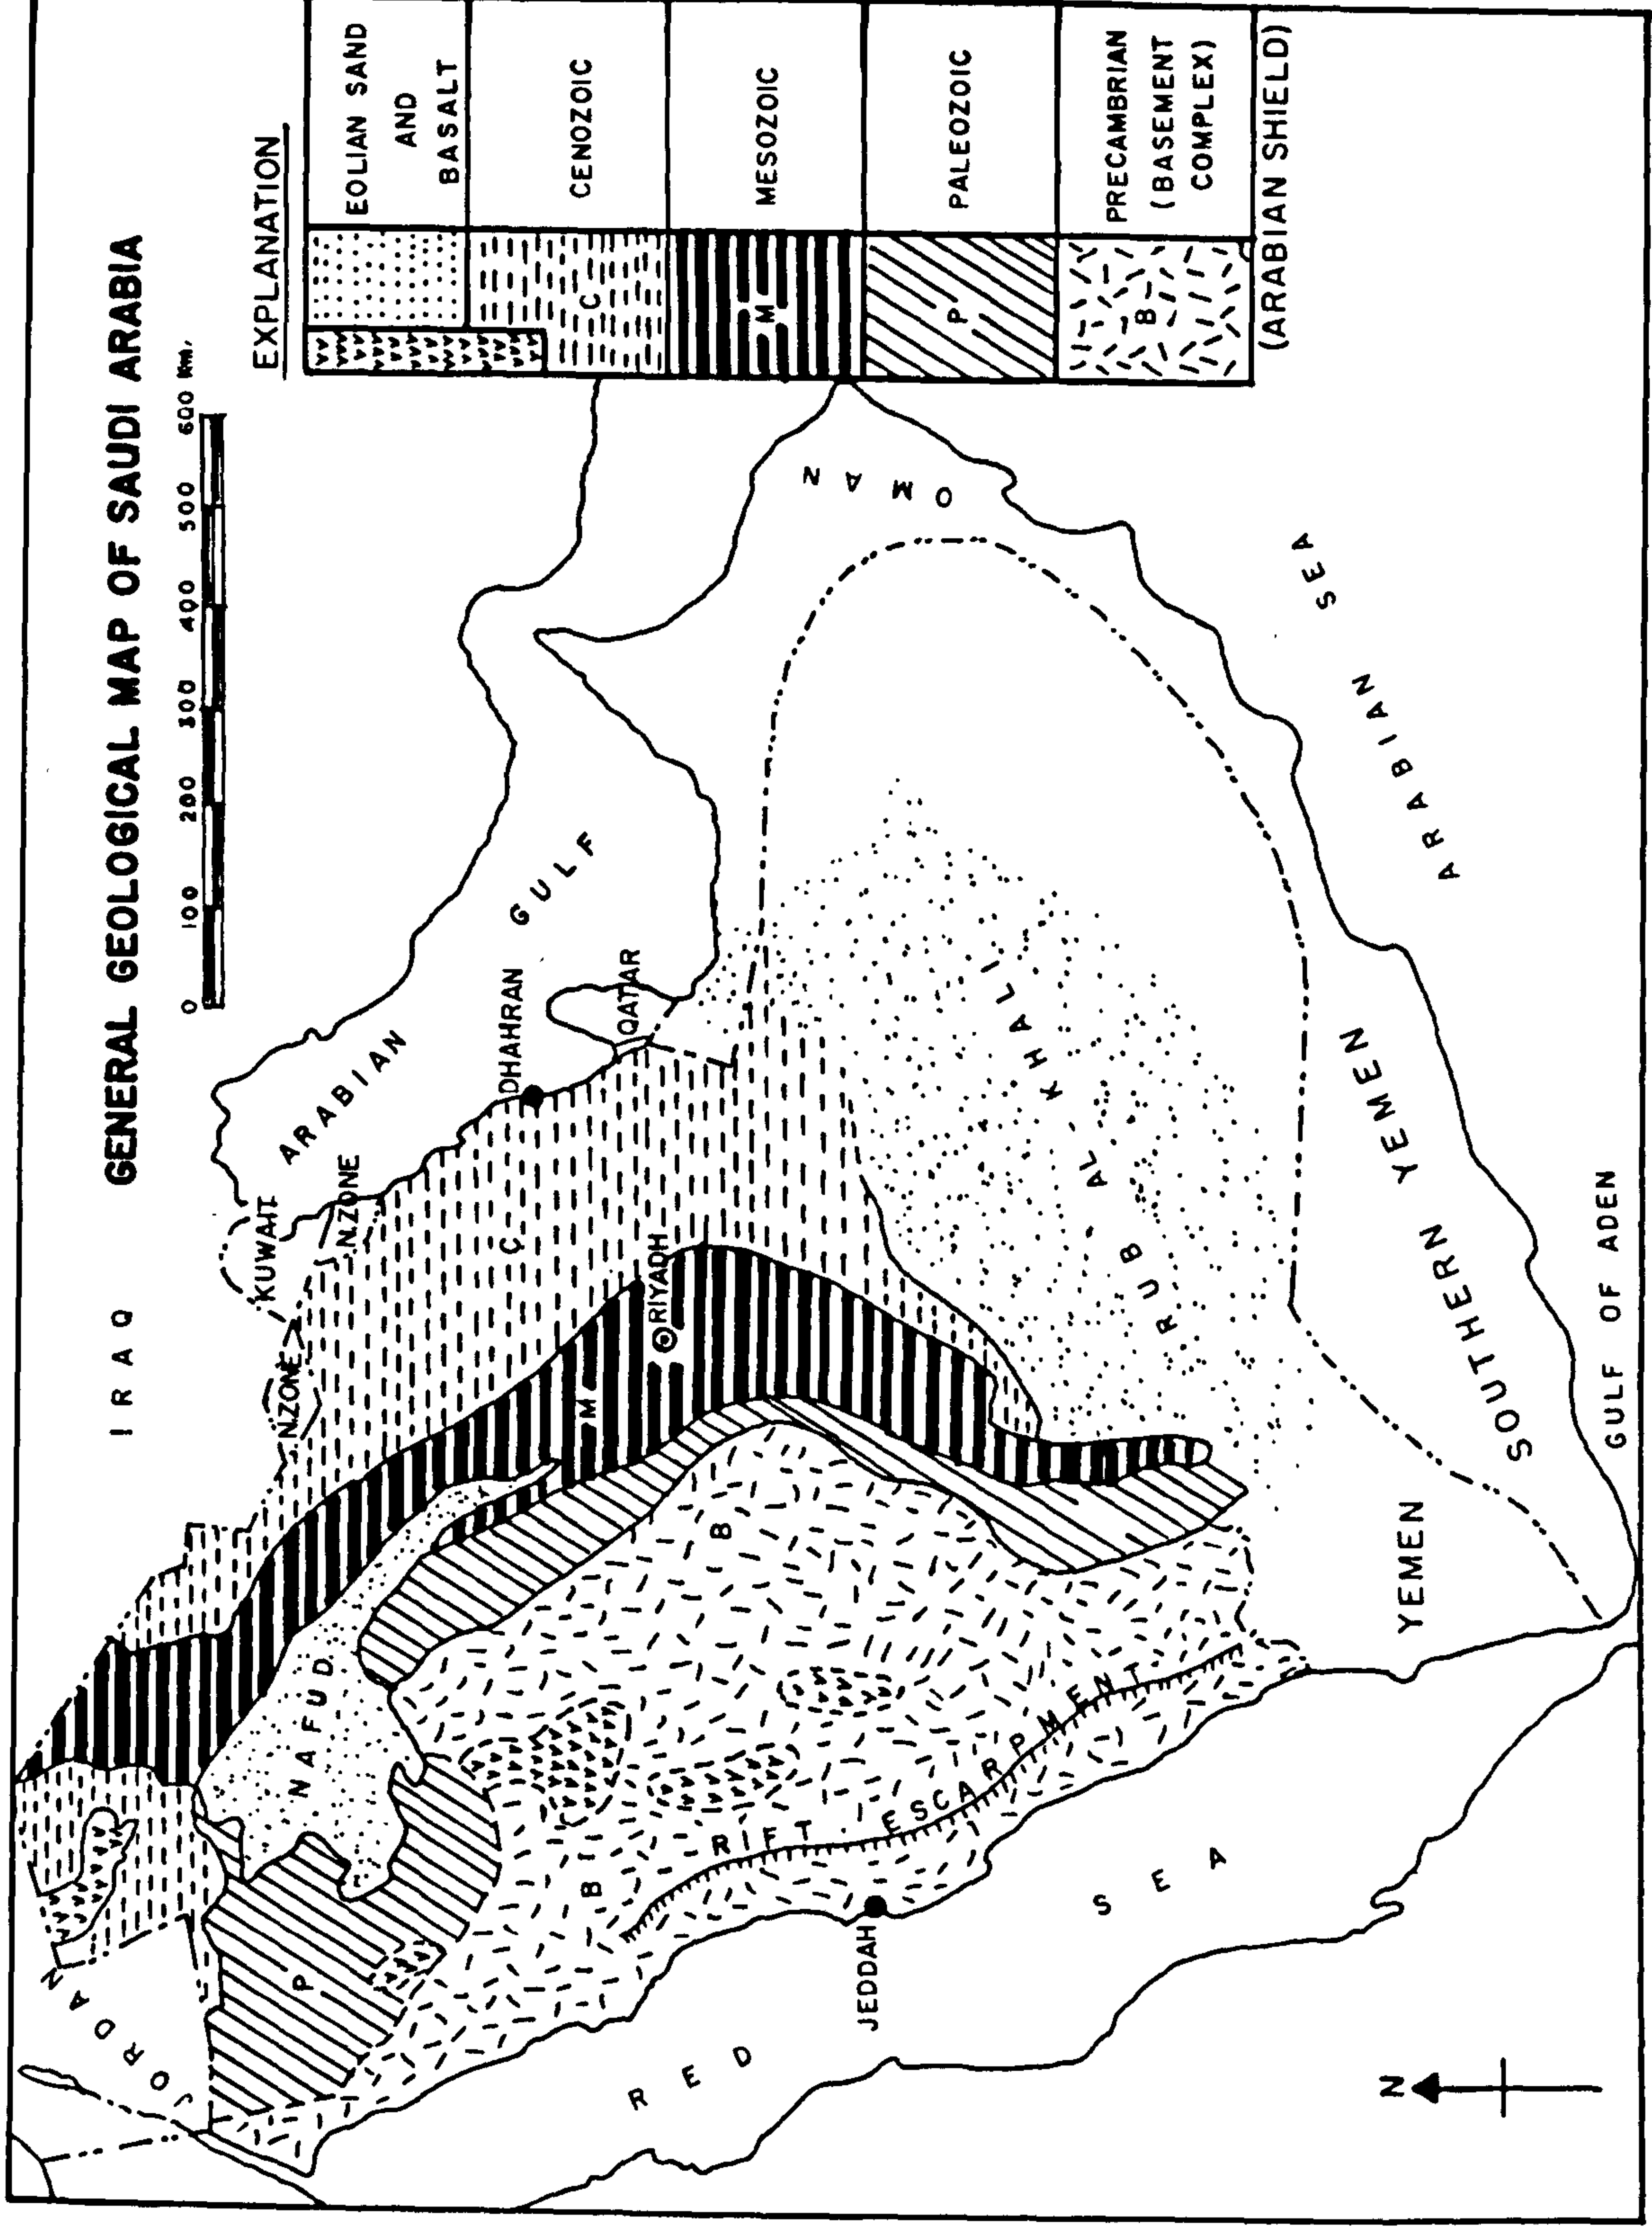 GENERAL GEOLOGICAL MAP OF SAUDI ARABIA
0 100 200 300 400 500 600 Km.
EXPLANATION
EOLIAN SAND
AND
BASALT
C
CENOZOIC
M
MESOZOIC
P
PALEOZOIC
B
PRECAMBRIAN
(BASEMENT
COMPLEX)
(ARABIAN SHIELD)
IRAQ
JORDAN
KUWAIT
N.ZONE
N.ZONE
ARABIAN GULF
DHAHRAN
QATAR
C
RIYADH
M
NAFUD
P
B
B
RIFT ESCARPMENT
JEDDAH
RED SEA
RUB AL KHALI
OMAN
ARABIAN SEA
SOUTHERN YEMEN
YEMEN
GULF OF ADEN
N